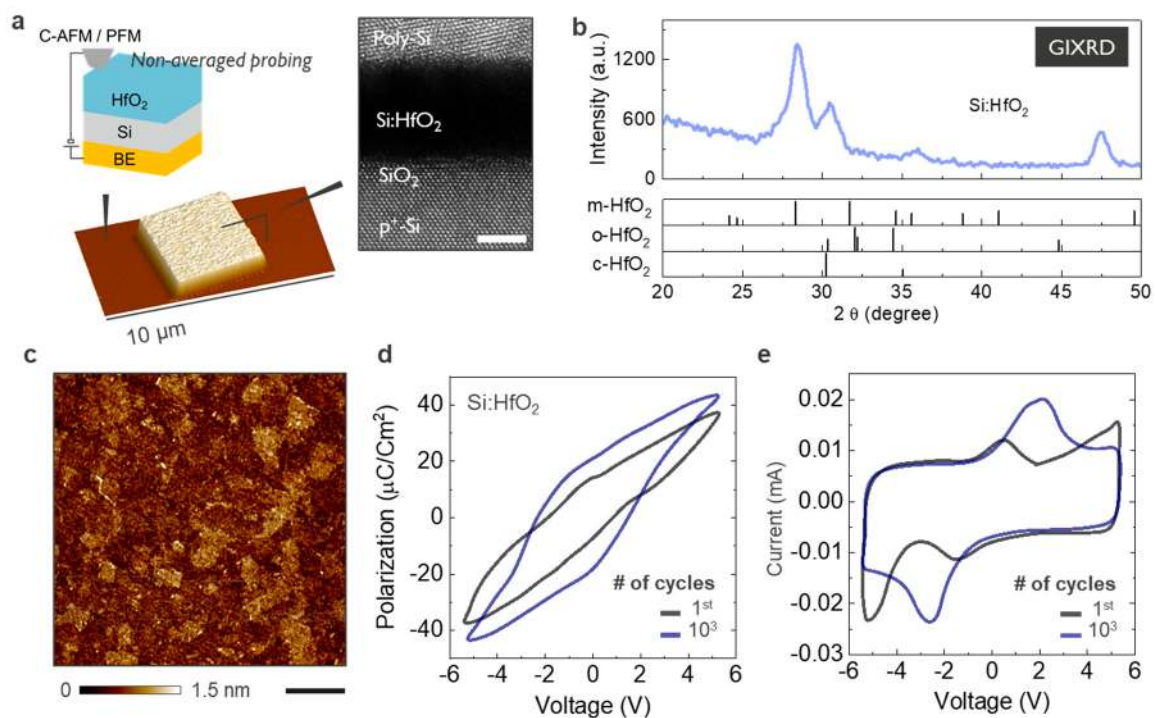 a
C-AFM / PFM
Non-averaged probing
HfO₂
Si
BE
10 µm
Poly-Si
Si:HfO₂
SiO₂
p⁺-Si
b
GIXRD
Si:HfO₂
Intensity (a.u.)
1200
600
0
m-HfO₂
o-HfO₂
c-HfO₂
20 25 30 35 40 45 50
2 θ (degree)
c
0 1.5 nm
d
Si:HfO₂
Polarization (µC/Cm²)
40
20
0
-20
-40
# of cycles
1st
10³
-6 -4 -2 0 2 4 6
Voltage (V)
e
Current (mA)
0.02
0.01
0.00
-0.01
-0.02
-0.03
# of cycles
1st
10³
-6 -4 -2 0 2 4 6
Voltage (V)